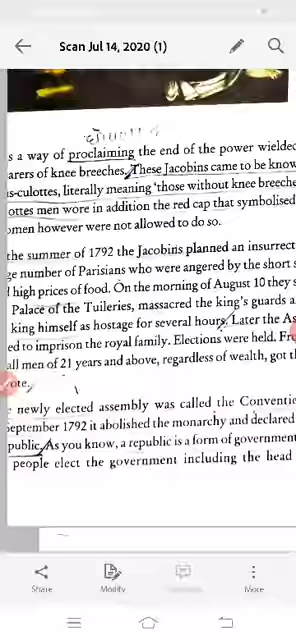 Scan Jul 14, 2020 (1)
s a way of proclaiming the end of the power wielded
arers of knee breeches. These Jacobins came to be know
ns-culottes, literally meaning 'those without knee breeche
ottes men wore in addition the red cap that symbolised
omen however were not allowed to do so.
the summer of 1792 the Jacobins planned an insurrect
ge number of Parisians who were angered by the short s
l high prices of food. On the morning of August 10 they s
Palace of the Tuileries, massacred the king's guards a
king himself as hostage for several hours. Later the As
ed to imprison the royal family. Elections were held. Fro
all men of 21 years and above, regardless of wealth, got th
ote.
newly elected assembly was called the Conventio
September 1792 it abolished the monarchy and declared
public. As you know, a republic is a form of government
people elect the government including the head
Share
Modify
More